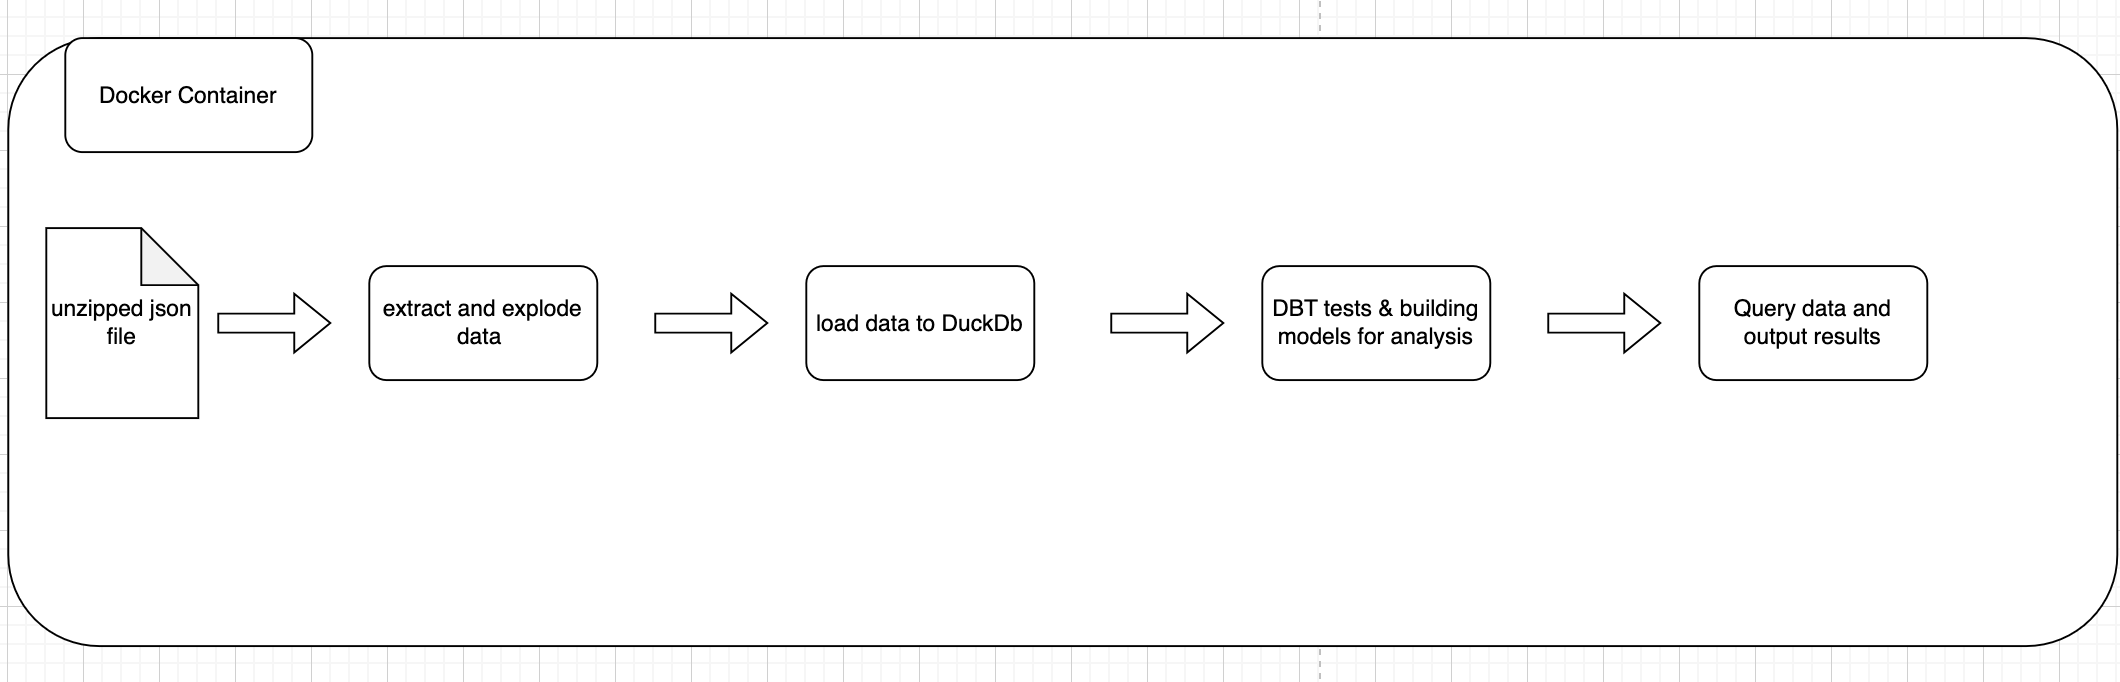 Docker Container
unzipped json
file
extract and explode
data
load data to DuckDb
DBT tests & building
models for analysis
Query data and
output results